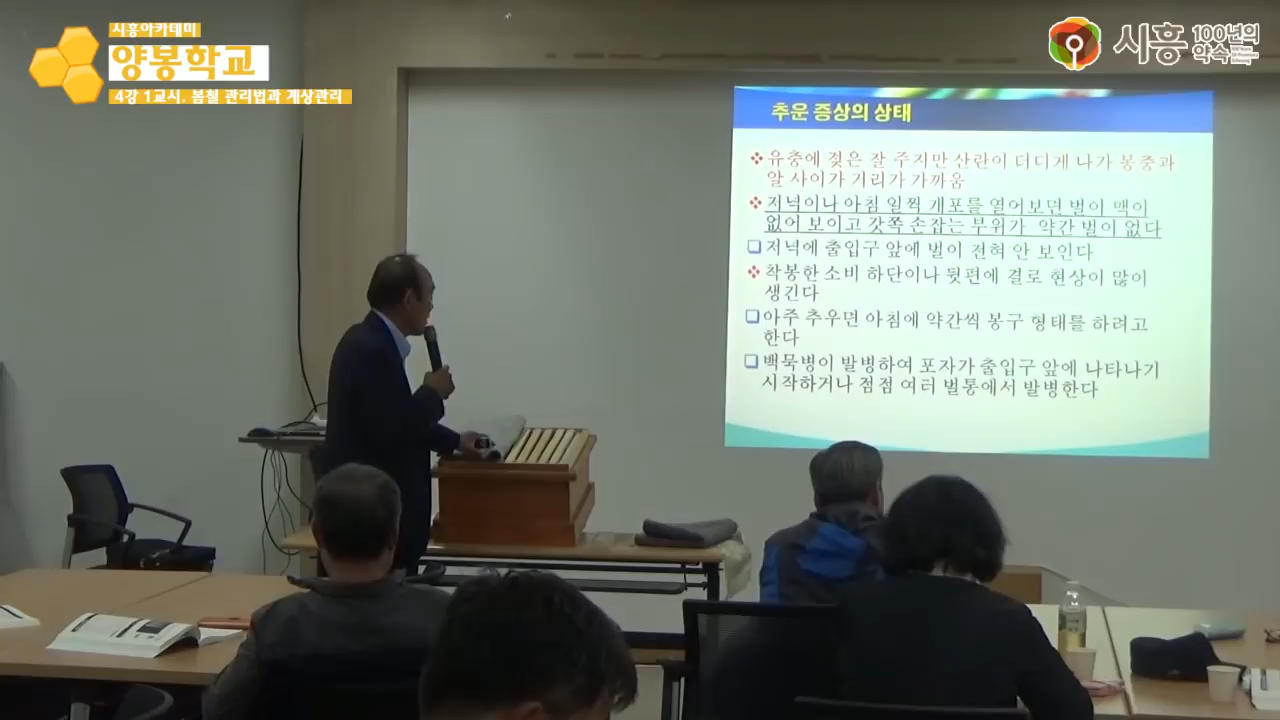 시흥아카데미
양봉학교
4강 1교시. 봄철 관리법과 계상관리
시흥 100년의
약속
추운 증상의 상태
❖유충에 젖은 잘 주지만 산란이 더디게 나가 봉충과
알 사이가 거리가 가까움
❖저녁이나 아침 일찍 개포를 열어보면 벌이 맥이
없어 보이고 갓쪽 손잡는 부위가 약간 벌이 없다
❑저녁에 출입구 앞에 벌이 전혀 안 보인다
❖착봉한 소비 하단이나 뒷편에 결로 현상이 많이
생긴다
❑아주 추우면 아침에 약간씩 봉구 형태를 하려고
한다
❑백묵병이 발병하여 포자가 출입구 앞에 나타나기
시작하거나 점점 여러 벌통에서 발병한다